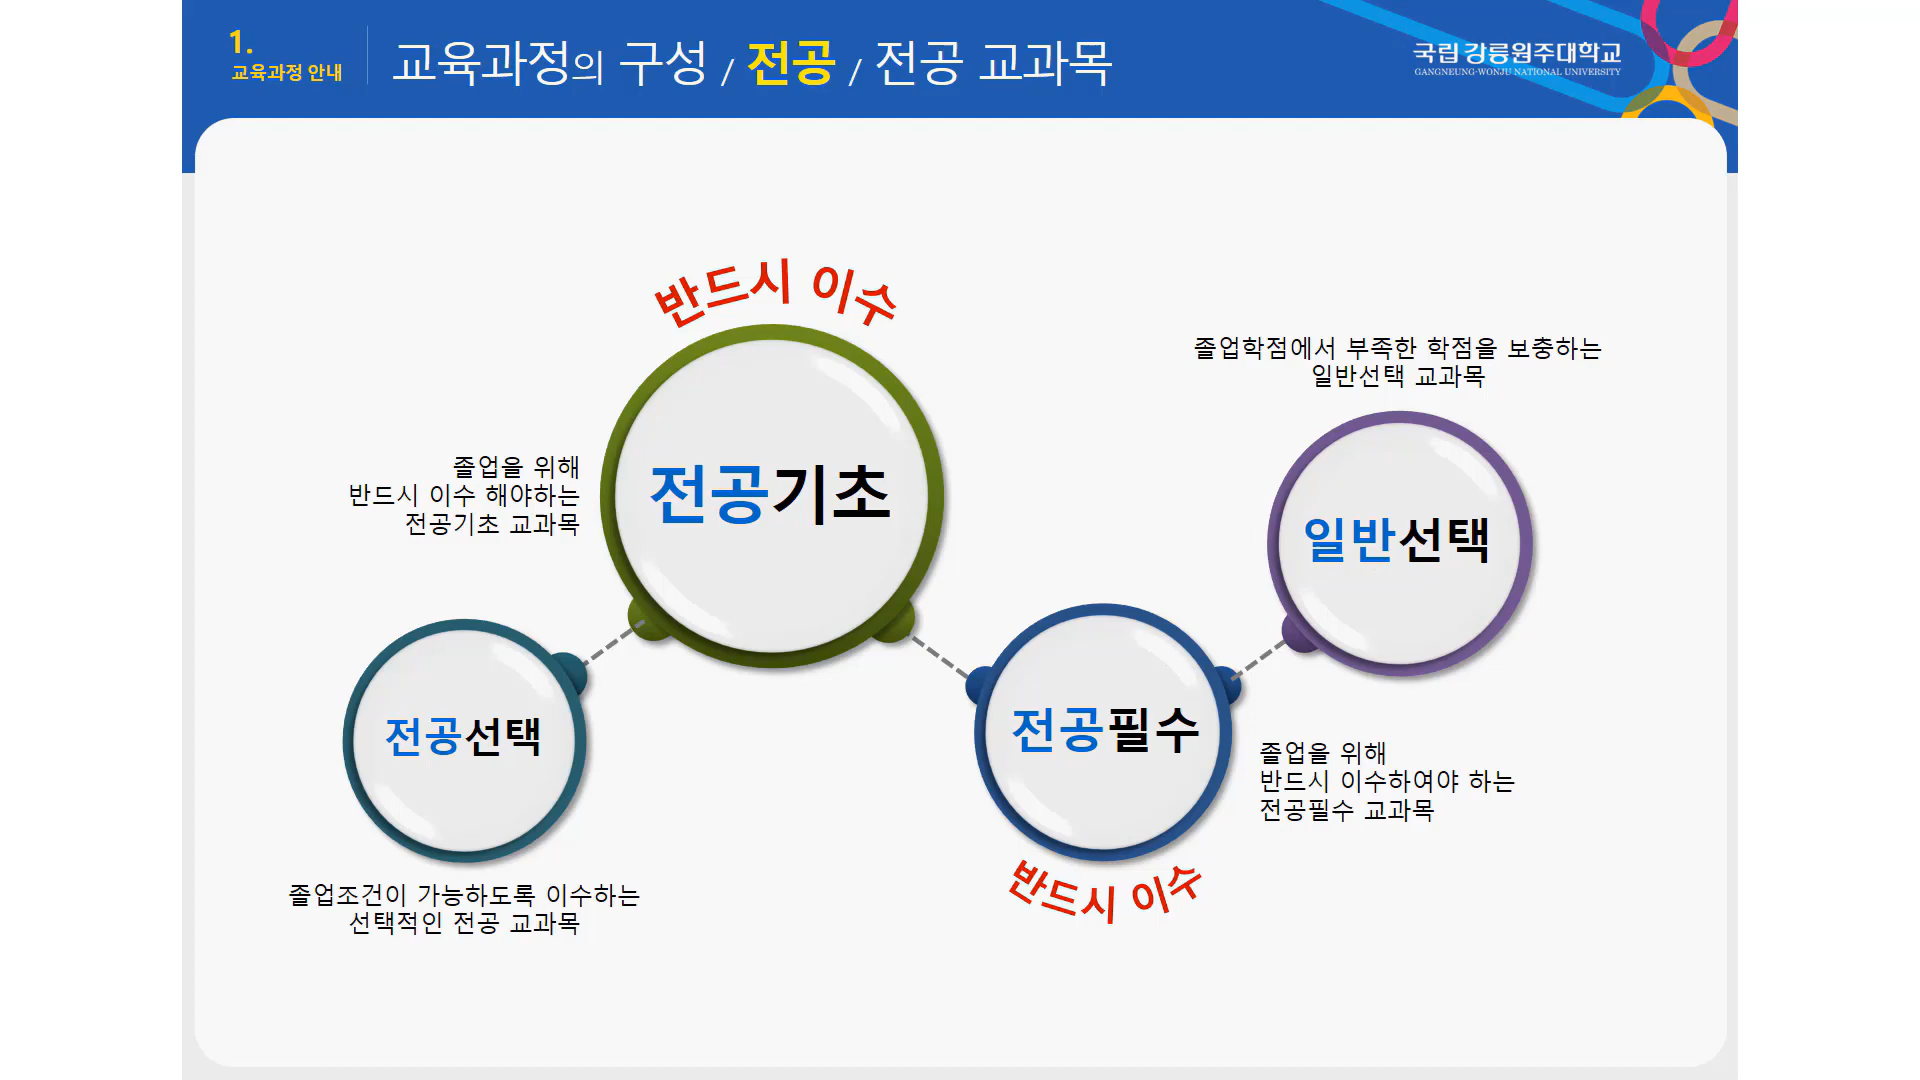 1.
교육과정 안내
교육과정의 구성 / 전공 / 전공 교과목
국립 강릉원주대학교
GANGNEUNG-WONJU NATIONAL UNIVERSITY
반드시 이수
졸업을 위해
반드시 이수 해야하는
전공기초 교과목
전공기초
졸업학점에서 부족한 학점을 보충하는
일반선택 교과목
일반선택
전공선택
졸업조건이 가능하도록 이수하는
선택적인 전공 교과목
전공필수
졸업을 위해
반드시 이수하여야 하는
전공필수 교과목
반드시 이수